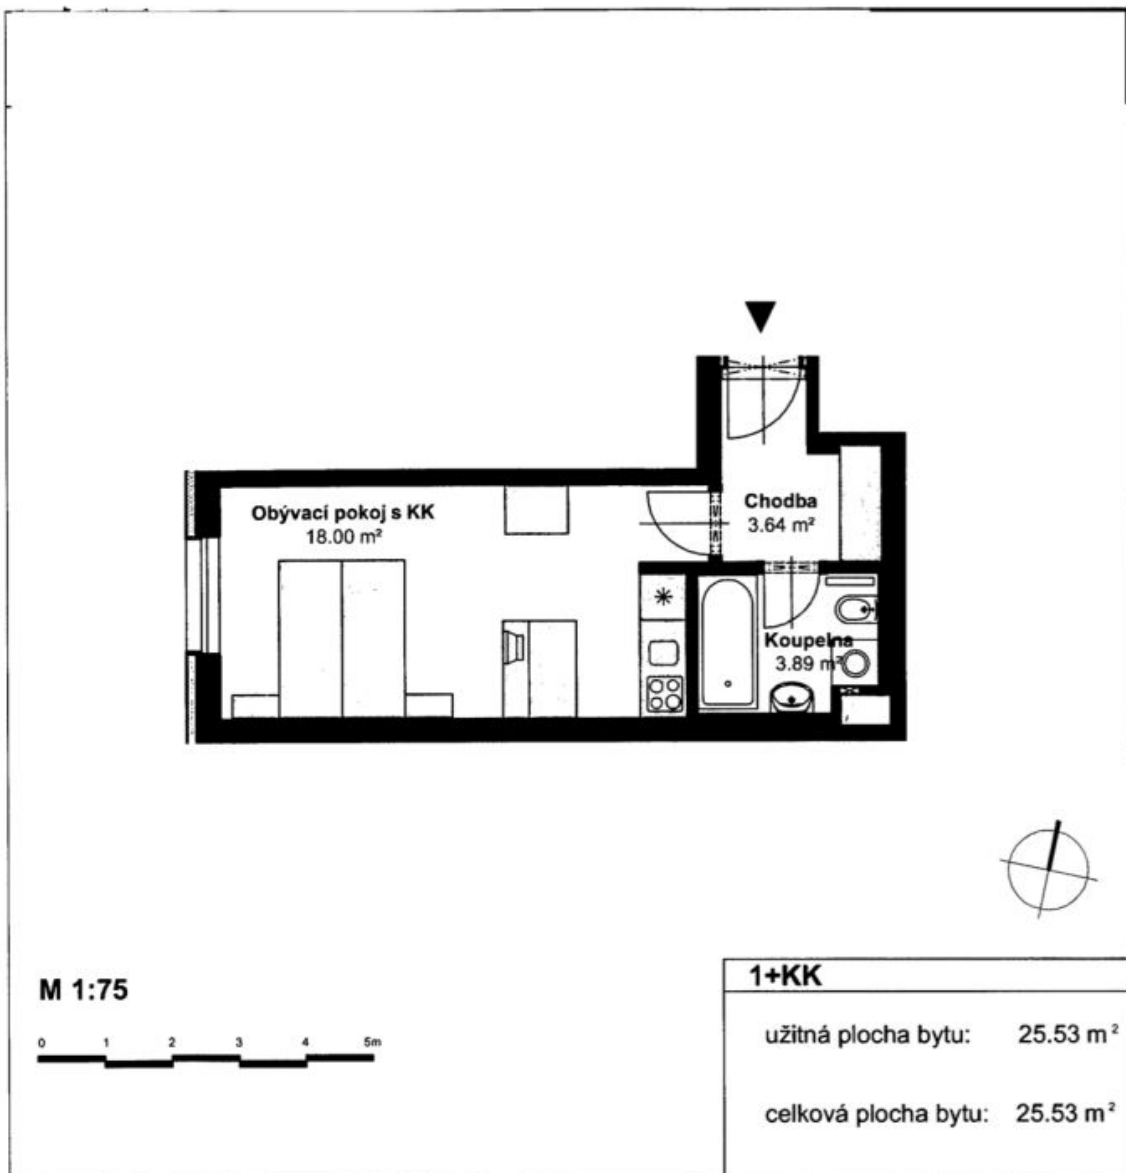 Obývací pokoj s KK
18.00 m²
Chodba
3.64 m²
Koupelna
3.89 m²
M 1:75
0 1 2 3 4 5m
1+KK
užitná plocha bytu: 25.53 m²
celková plocha bytu: 25.53 m²